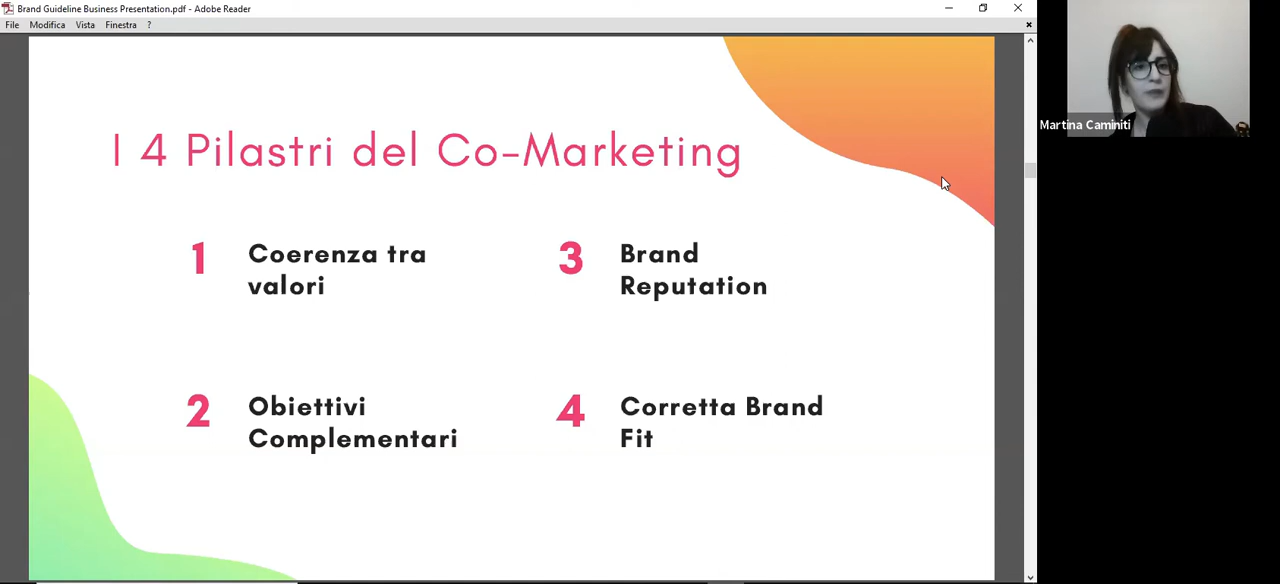 Brand Guideline Business Presentation.pdf - Adobe Reader
File Modifica Vista Finestra ?
Martina Caminiti
I 4 Pilastri del Co-Marketing
1 Coerenza tra
valori
2 Obiettivi
Complementari
3 Brand
Reputation
4 Corretta Brand
Fit